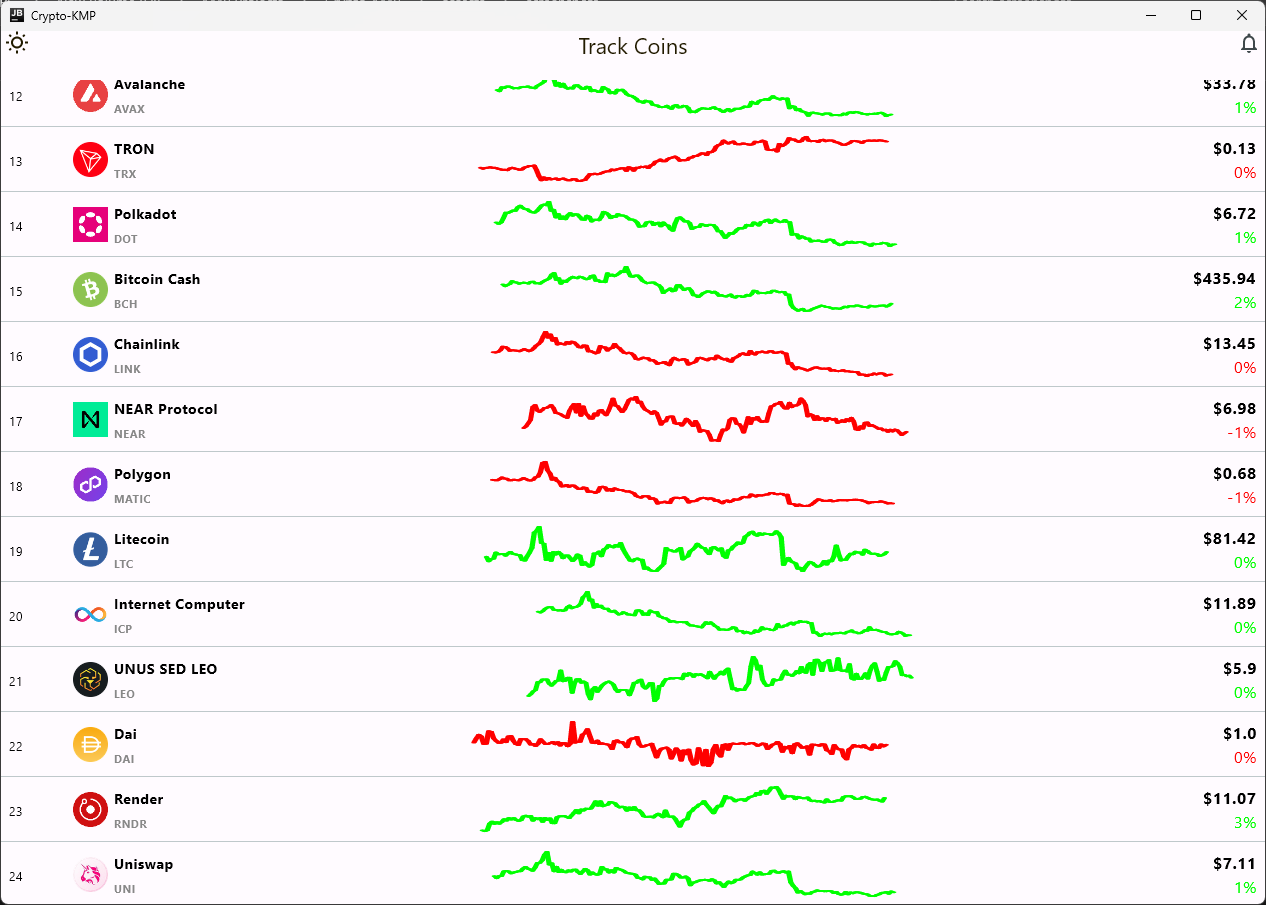 JB Crypto-KMP
Track Coins
12 Avalanche $33.78
AVAX 1%
13 TRON $0.13
TRX 0%
14 Polkadot $6.72
DOT 1%
15 Bitcoin Cash $435.94
BCH 2%
16 Chainlink $13.45
LINK 0%
17 NEAR Protocol $6.98
NEAR -1%
18 Polygon $0.68
MATIC -1%
19 Litecoin $81.42
LTC 0%
20 Internet Computer $11.89
ICP 0%
21 UNUS SED LEO $5.9
LEO 0%
22 Dai $1.0
DAI 0%
23 Render $11.07
RNDR 3%
24 Uniswap $7.11
UNI 1%